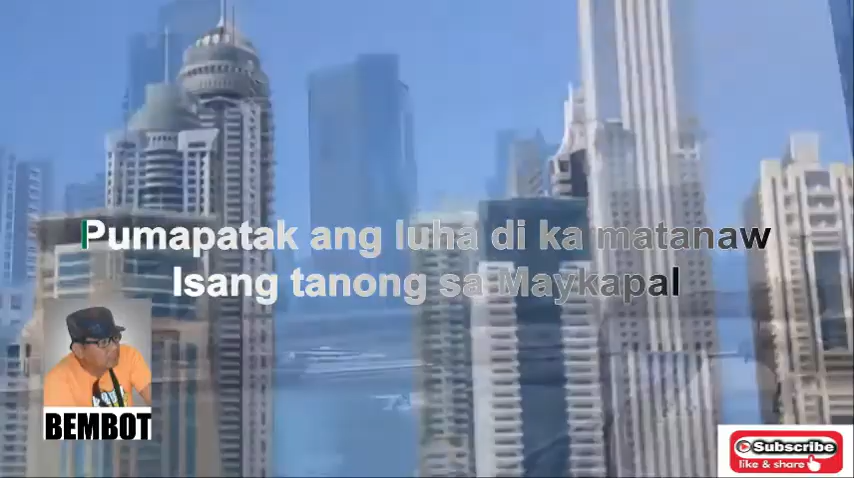 Pumapatak ang luha di ka matanaw
Isang tanong sa Maykapal
BEMBOT
Subscribe
like & share